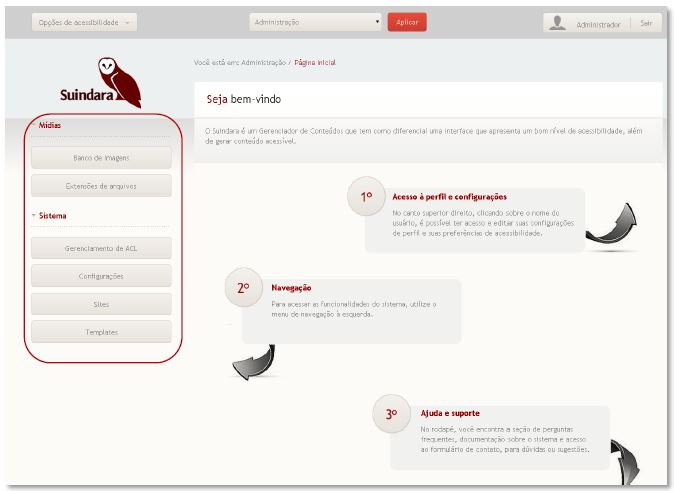 Opções de acessibilidade
Administração
Aplicar
Administrador
Sair
Suindara
Você está em: Administração / Página Inicial
Seja bem-vindo
O Suindara é um Gerenciador de Conteúdos que tem como diferencial uma interface que apresenta um bom nível de acessibilidade, além
de gerar conteúdo acessível.
Mídias
Banco de Imagens
Extensões de arquivos
Sistema
Gerenciamento de ACL
Configurações
Sites
Templates
1º
Acesso à perfil e configurações
No canto superior direito, clicando sobre o nome do
usuário, é possível ter acesso e editar suas configurações
de perfil e suas preferências de acessibilidade.
2º
Navegação
Para acessar as funcionalidades do sistema, utilize o
menu de navegação à esquerda.
3º
Ajuda e suporte
No rodapé, você encontra a seção de perguntas
frequentes, documentação sobre o sistema e acesso
ao formulário de contato, para dúvidas ou sugestões.